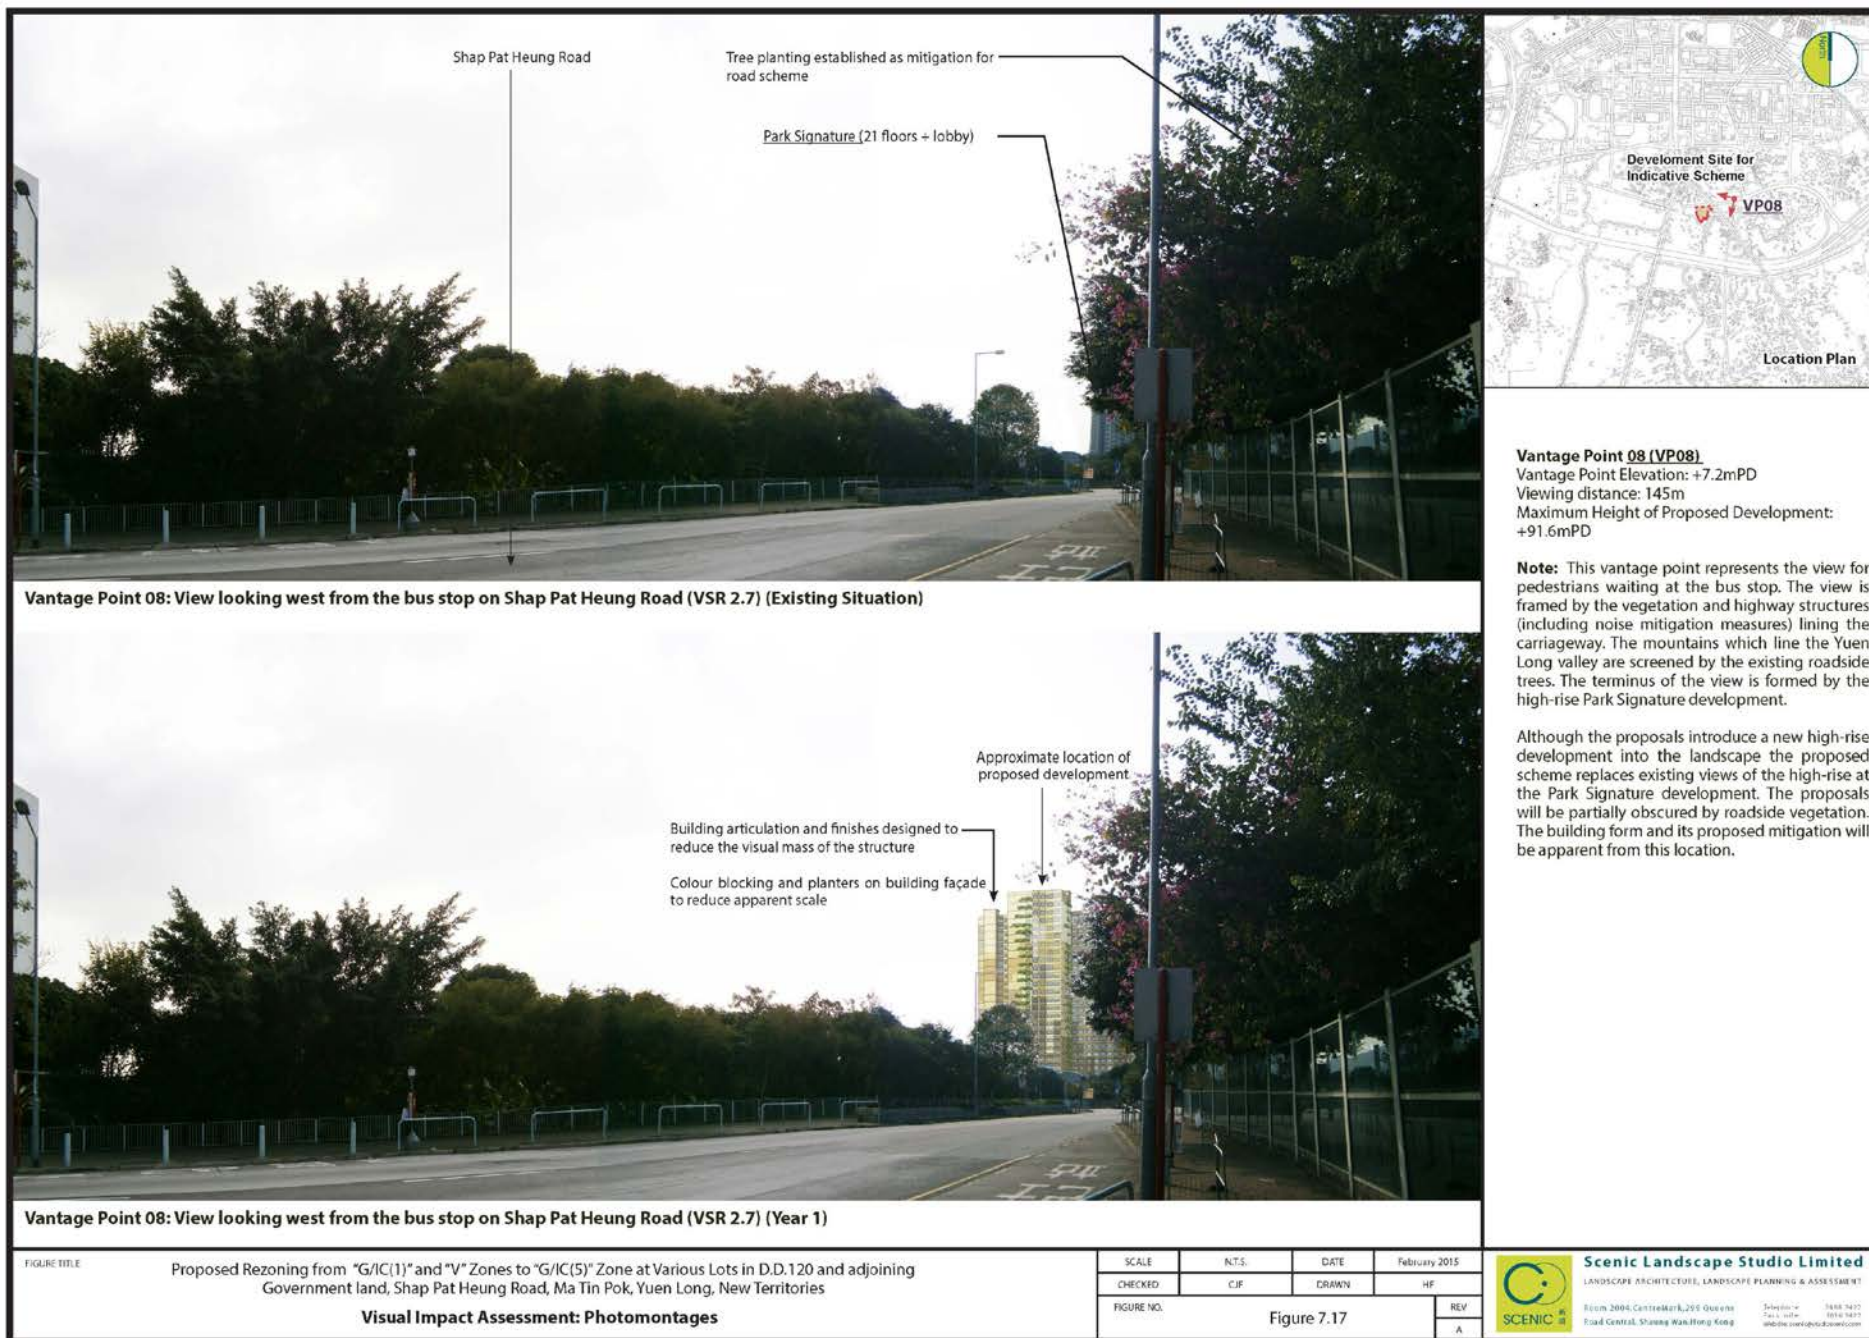 Shap Pat Heung Road
Tree planting established as mitigation for
road scheme
Park Signature (21 floors + lobby)
Vantage Point 08: View looking west from the bus stop on Shap Pat Heung Road (VSR 2.7) (Existing Situation)
Approximate location of
proposed development
Building articulation and finishes designed to
reduce the visual mass of the structure
Colour blocking and planters on building façade
to reduce apparent scale
Vantage Point 08: View looking west from the bus stop on Shap Pat Heung Road (VSR 2.7) (Year 1)
North
Develoment Site for
Indicative Scheme
VP08
Location Plan
Vantage Point 08 (VP08)
Vantage Point Elevation: +7.2mPD
Viewing distance: 145m
Maximum Height of Proposed Development:
+91.6mPD
Note: This vantage point represents the view for
pedestrians waiting at the bus stop. The view is
framed by the vegetation and highway structures
(including noise mitigation measures) lining the
carriageway. The mountains which line the Yuen
Long valley are screened by the existing roadside
trees. The terminus of the view is formed by the
high-rise Park Signature development.
Although the proposals introduce a new high-rise
development into the landscape the proposed
scheme replaces existing views of the high-rise at
the Park Signature development. The proposals
will be partially obscured by roadside vegetation.
The building form and its proposed mitigation will
be apparent from this location.
FIGURE TITLE
Proposed Rezoning from "G/IC(1)" and "V" Zones to "G/IC(5)" Zone at Various Lots in D.D.120 and adjoining
Government land, Shap Pat Heung Road, Ma Tin Pok, Yuen Long, New Territories
Visual Impact Assessment: Photomontages
SCALE N.T.S. DATE February 2015
CHECKED CJF DRAWN HF
FIGURE NO. Figure 7.17 REV
A
SCENIC
Scenic Landscape Studio Limited
LANDSCAPE ARCHITECTURE, LANDSCAPE PLANNING & ASSESSMENT
Road Central, Sheung Wan, Hong Kong